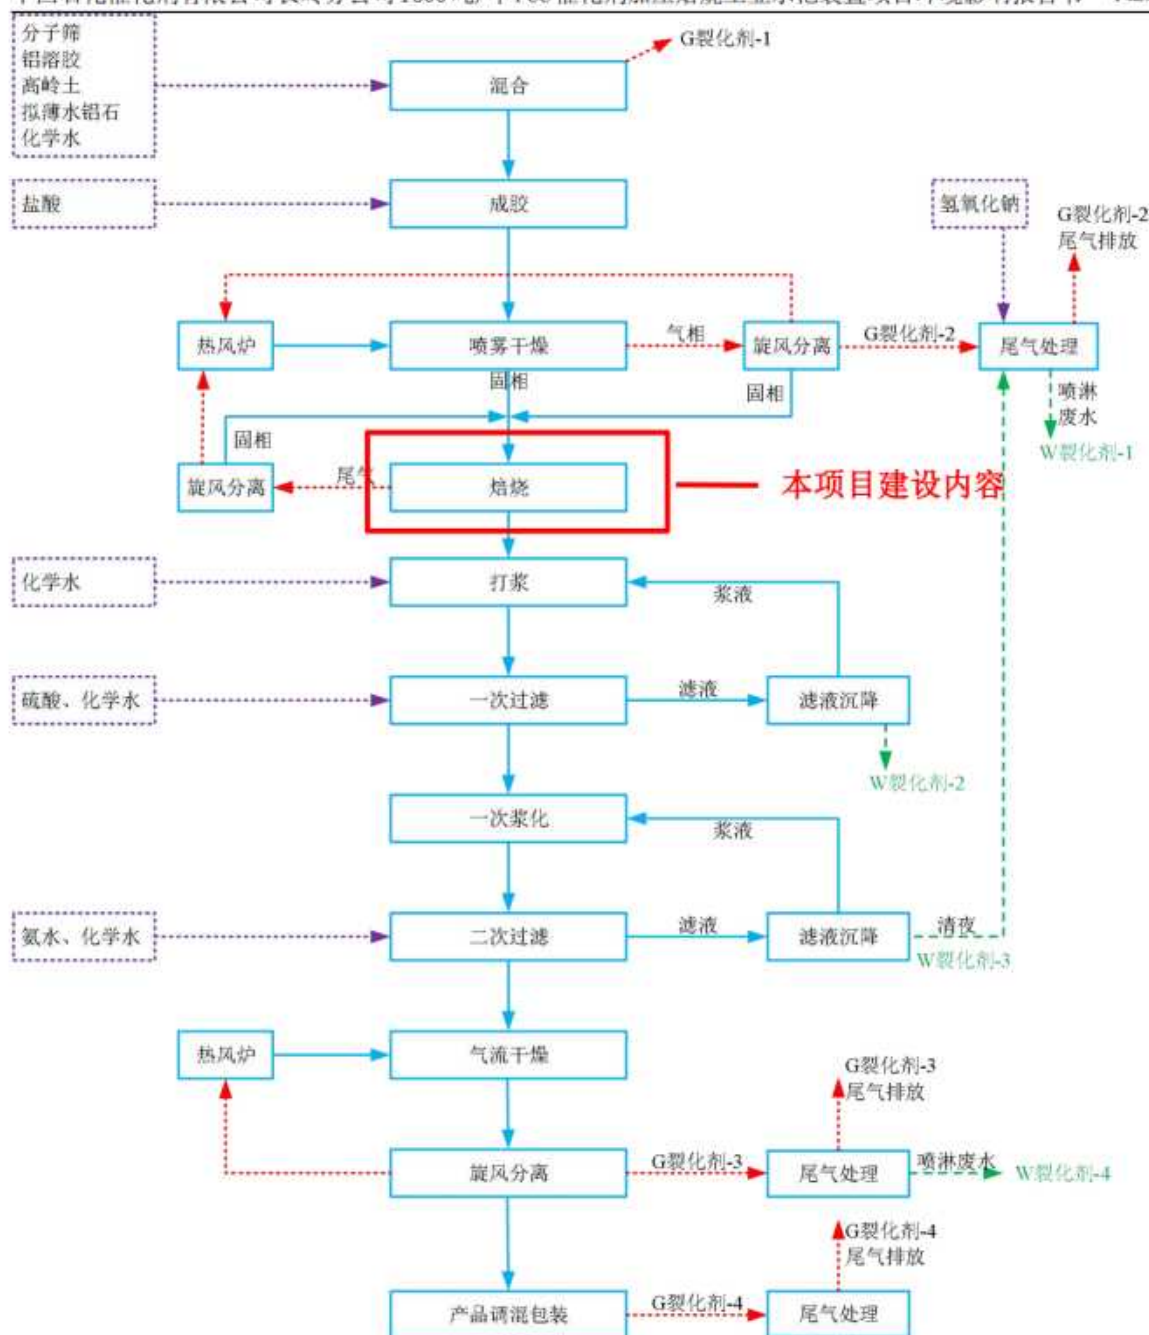 分子筛
铝溶胶
高岭土
拟薄水铝石
化学水
混合
G裂化剂-1
盐酸
成胶
氢氧化钠
G裂化剂-2
尾气排放
热风炉
喷雾干燥
气相
旋风分离
G裂化剂-2
尾气处理
固相
固相
喷淋
废水
W裂化剂-1
固相
旋风分离
尾气
焙烧
本项目建设内容
化学水
打浆
浆液
硫酸、化学水
一次过滤
滤液
滤液沉降
W裂化剂-2
一次浆化
浆液
氨水、化学水
二次过滤
滤液
滤液沉降
清夜
W裂化剂-3
热风炉
气流干燥
G裂化剂-3
尾气排放
旋风分离
G裂化剂-3
尾气处理
喷淋废水
W裂化剂-4
G裂化剂-4
尾气排放
产品调混包装
G裂化剂-4
尾气处理